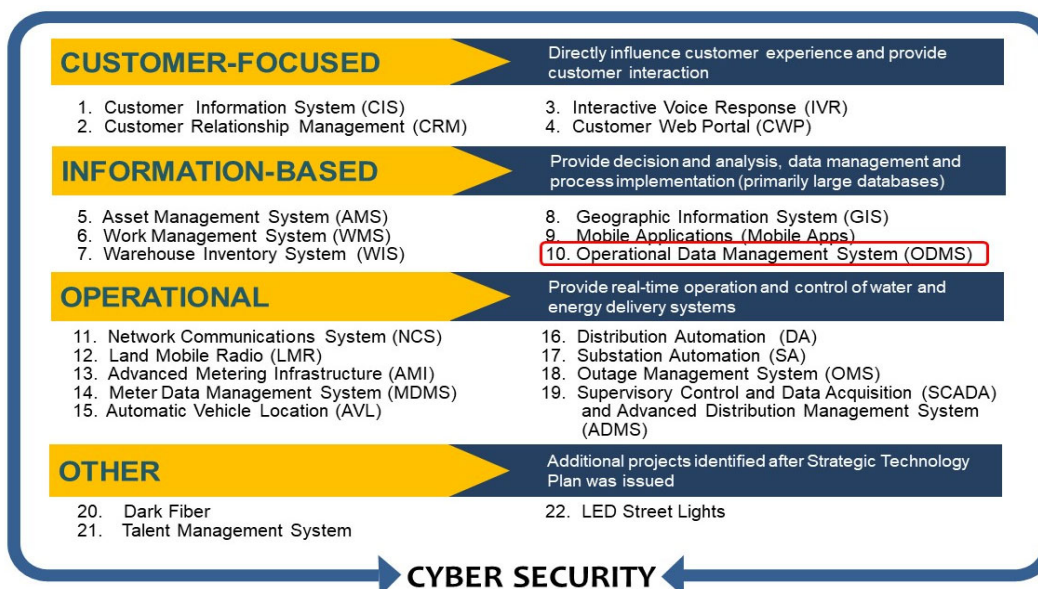 CUSTOMER-FOCUSED
Directly influence customer experience and provide
customer interaction
1. Customer Information System (CIS)
2. Customer Relationship Management (CRM)
3. Interactive Voice Response (IVR)
4. Customer Web Portal (CWP)
INFORMATION-BASED
Provide decision and analysis, data management and
process implementation (primarily large databases)
5. Asset Management System (AMS)
6. Work Management System (WMS)
7. Warehouse Inventory System (WIS)
8. Geographic Information System (GIS)
9. Mobile Applications (Mobile Apps)
10. Operational Data Management System (ODMS)
OPERATIONAL
Provide real-time operation and control of water and
energy delivery systems
11. Network Communications System (NCS)
12. Land Mobile Radio (LMR)
13. Advanced Metering Infrastructure (AMI)
14. Meter Data Management System (MDMS)
15. Automatic Vehicle Location (AVL)
16. Distribution Automation (DA)
17. Substation Automation (SA)
18. Outage Management System (OMS)
19. Supervisory Control and Data Acquisition (SCADA)
and Advanced Distribution Management System
(ADMS)
OTHER
Additional projects identified after Strategic Technology
Plan was issued
20. Dark Fiber
21. Talent Management System
22. LED Street Lights
CYBER SECURITY